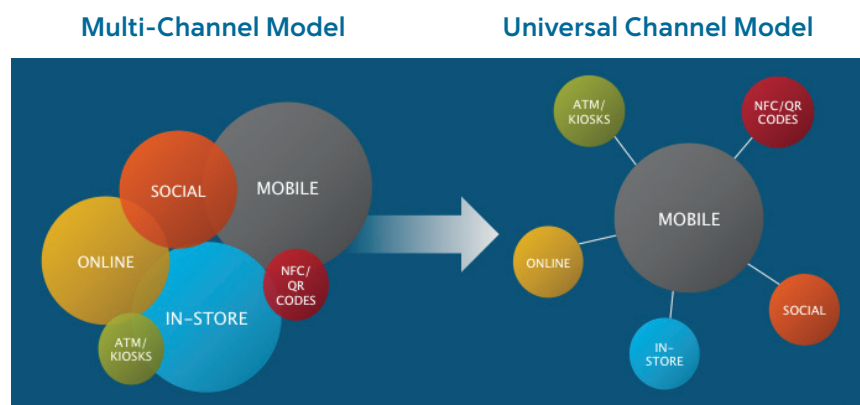 Multi-Channel Model
Universal Channel Model
SOCIAL
MOBILE
ONLINE
NFC/
QR
CODES
IN-STORE
ATM/
KIOSKS
ATM/
KIOSKS
NFC/QR
CODES
MOBILE
ONLINE
SOCIAL
IN-
STORE